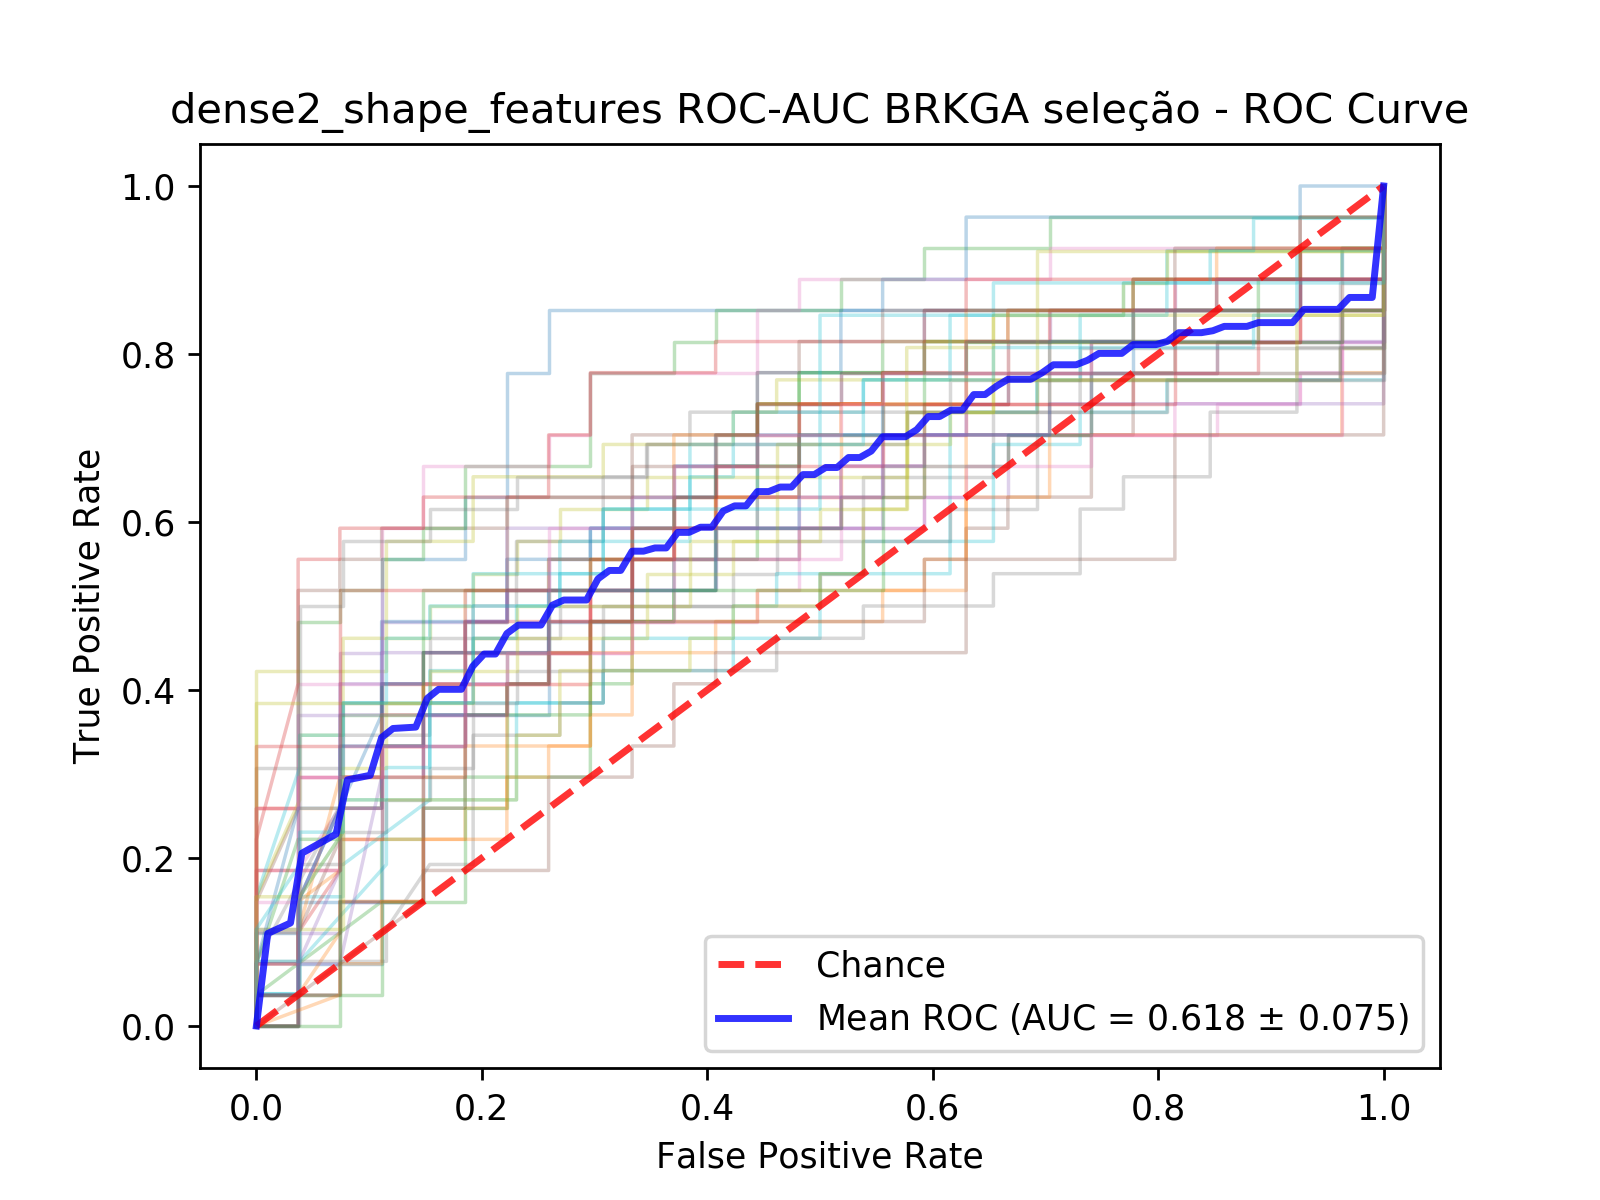 dense2_shape_features ROC-AUC BRKGA seleção - ROC Curve
1.0
0.8
0.6
0.4
0.2
0.0
True Positive Rate
Chance
Mean ROC (AUC = 0.618 ± 0.075)
0.0 0.2 0.4 0.6 0.8 1.0
False Positive Rate